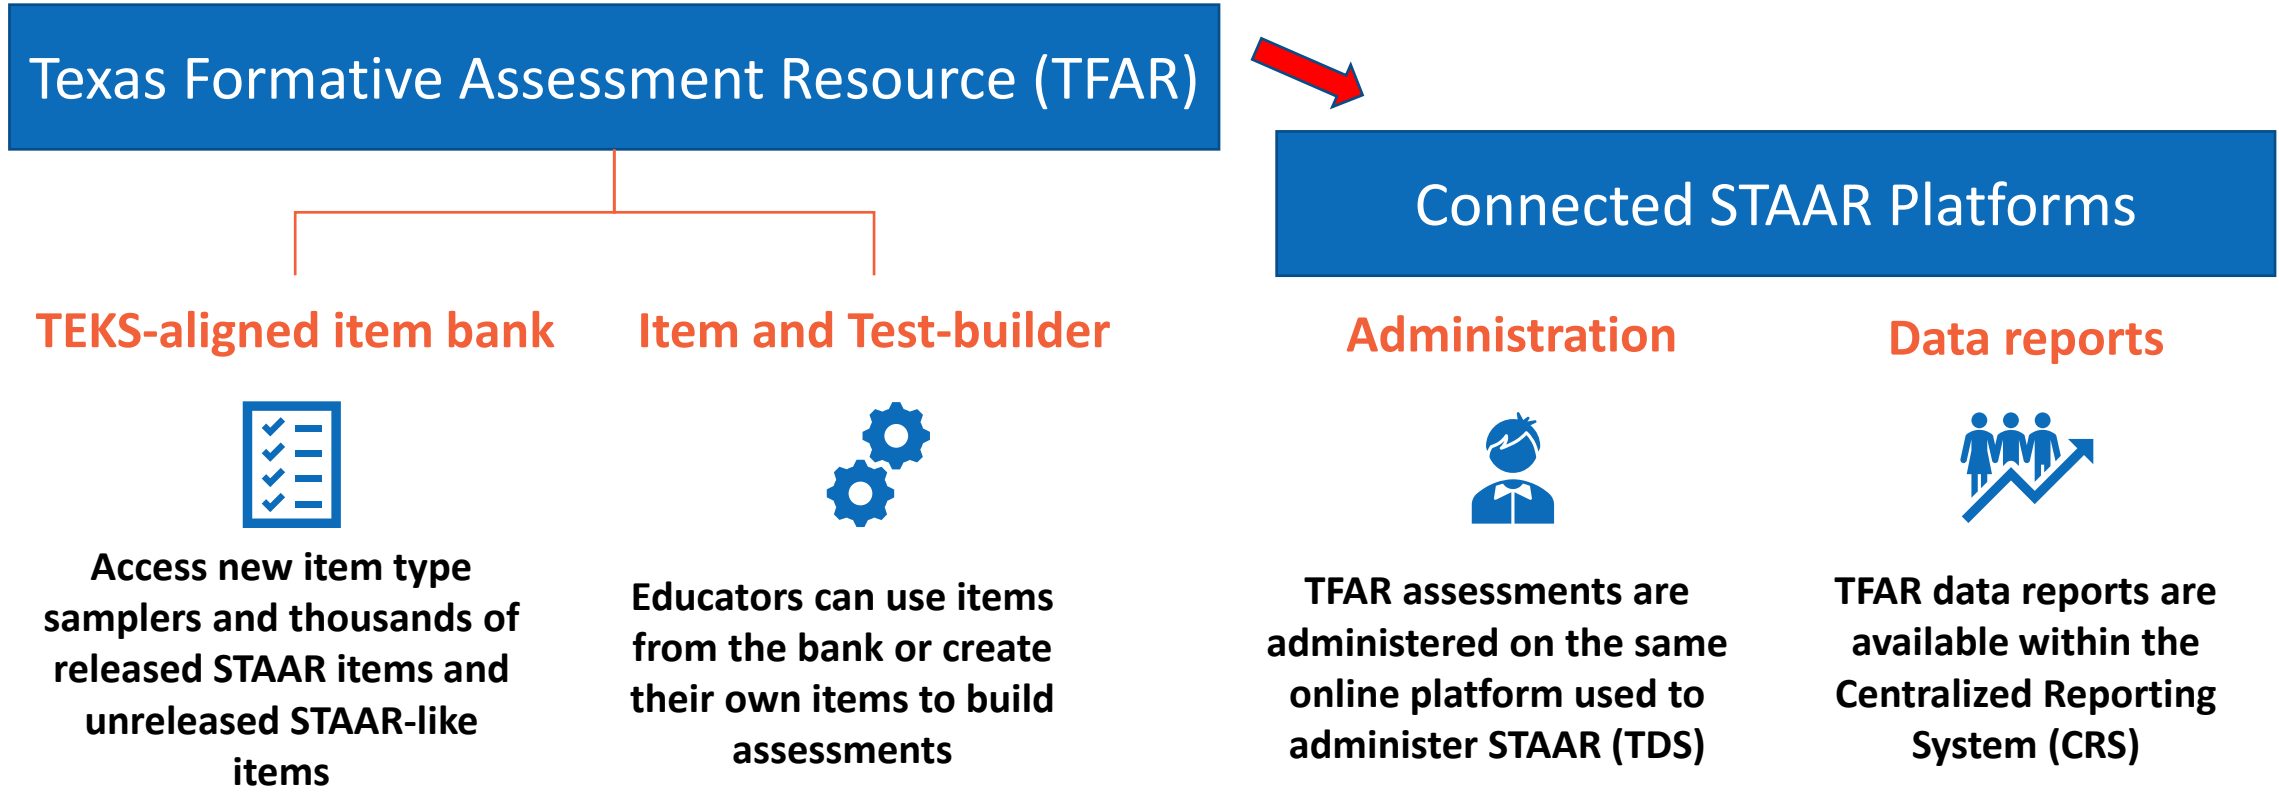 Texas Formative Assessment Resource (TFAR)
Connected STAAR Platforms
TEKS-aligned item bank
Access new item type
samplers and thousands of
released STAAR items and
unreleased STAAR-like
items
Item and Test-builder
Educators can use items
from the bank or create
their own items to build
assessments
Administration
TFAR assessments are
administered on the same
online platform used to
administer STAAR (TDS)
Data reports
TFAR data reports are
available within the
Centralized Reporting
System (CRS)